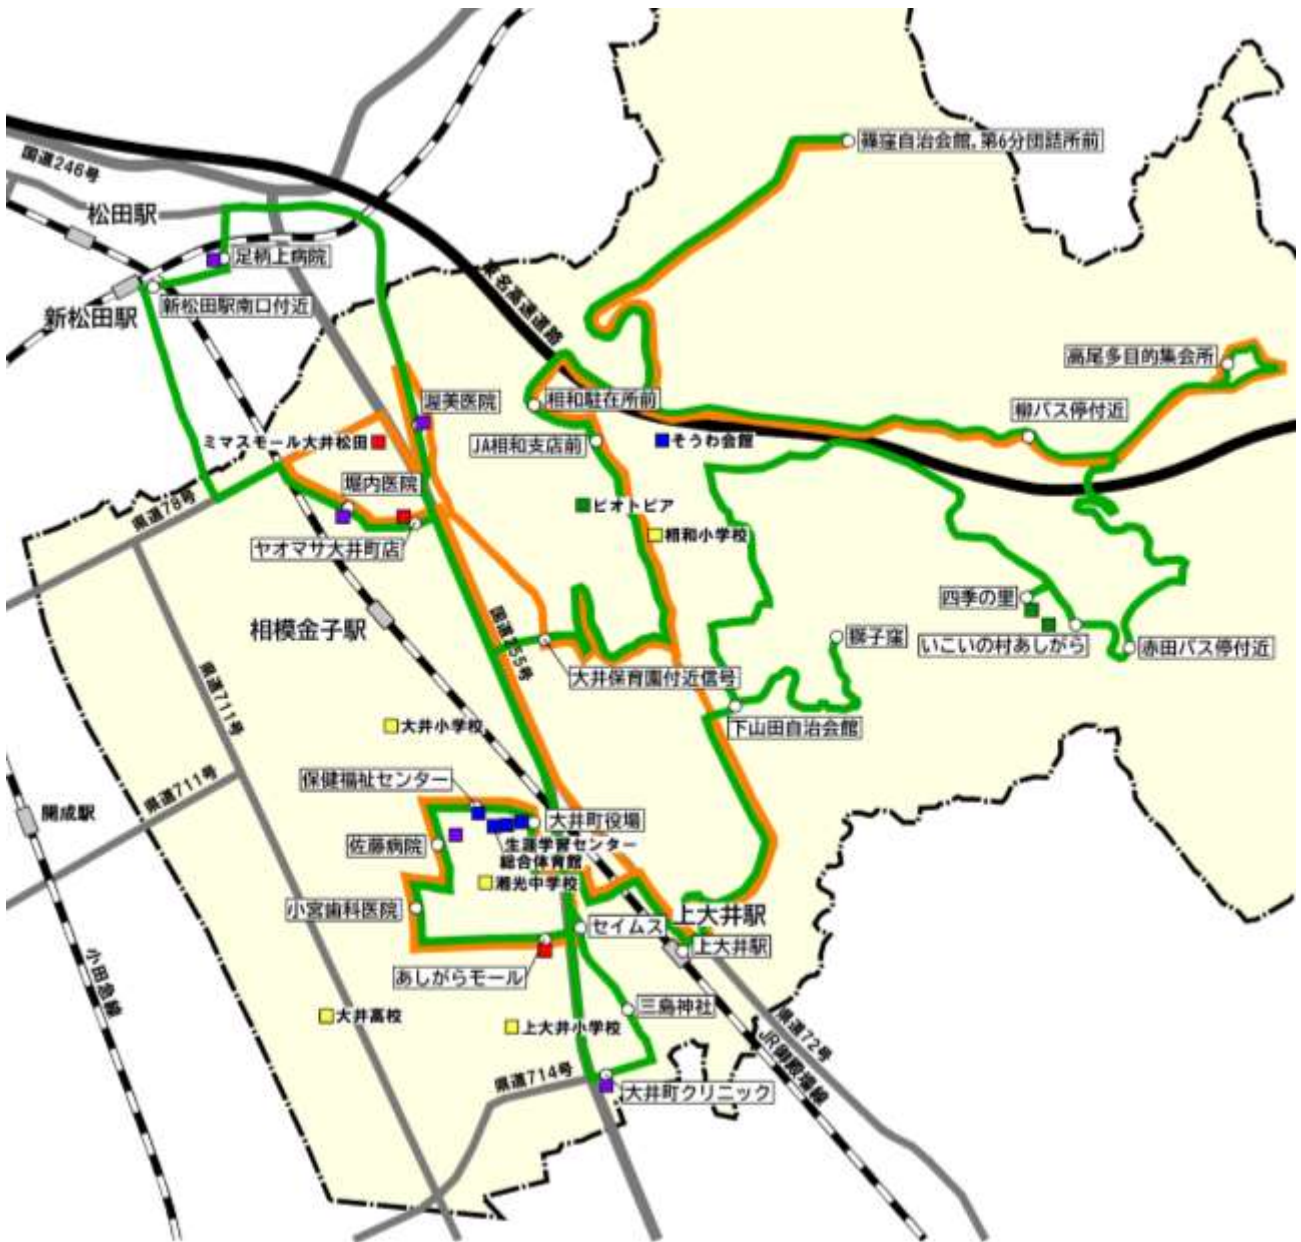 国道246号
松田駅
足柄上病院
新松田駅
新松田駅南口付近
篠窪自治会館,第6分団詰所前
東名高速道路
高尾多目的集会所
柳バス停付近
相和駐在所前
渥美医院
ミマスモール大井松田
JA相和支店前
そうわ会館
堀内医院
県道78号
ビオトピア
ヤオマサ大井町店
相和小学校
四季の里
いこいの村あしがら
赤田バス停付近
獅子窪
相模金子駅
国道255号
大井保育園付近信号
下山田自治会館
県道711号
大井小学校
県道711号
保健福祉センター
開成駅
大井町役場
佐藤病院
生涯学習センター
総合体育館
湘光中学校
小宮歯科医院
セイムス
上大井駅
上大井駅
あしがらモール
小田急線
大井高校
上大井小学校
三島神社
県道72号
JR御殿場線
県道714号
大井町クリニック